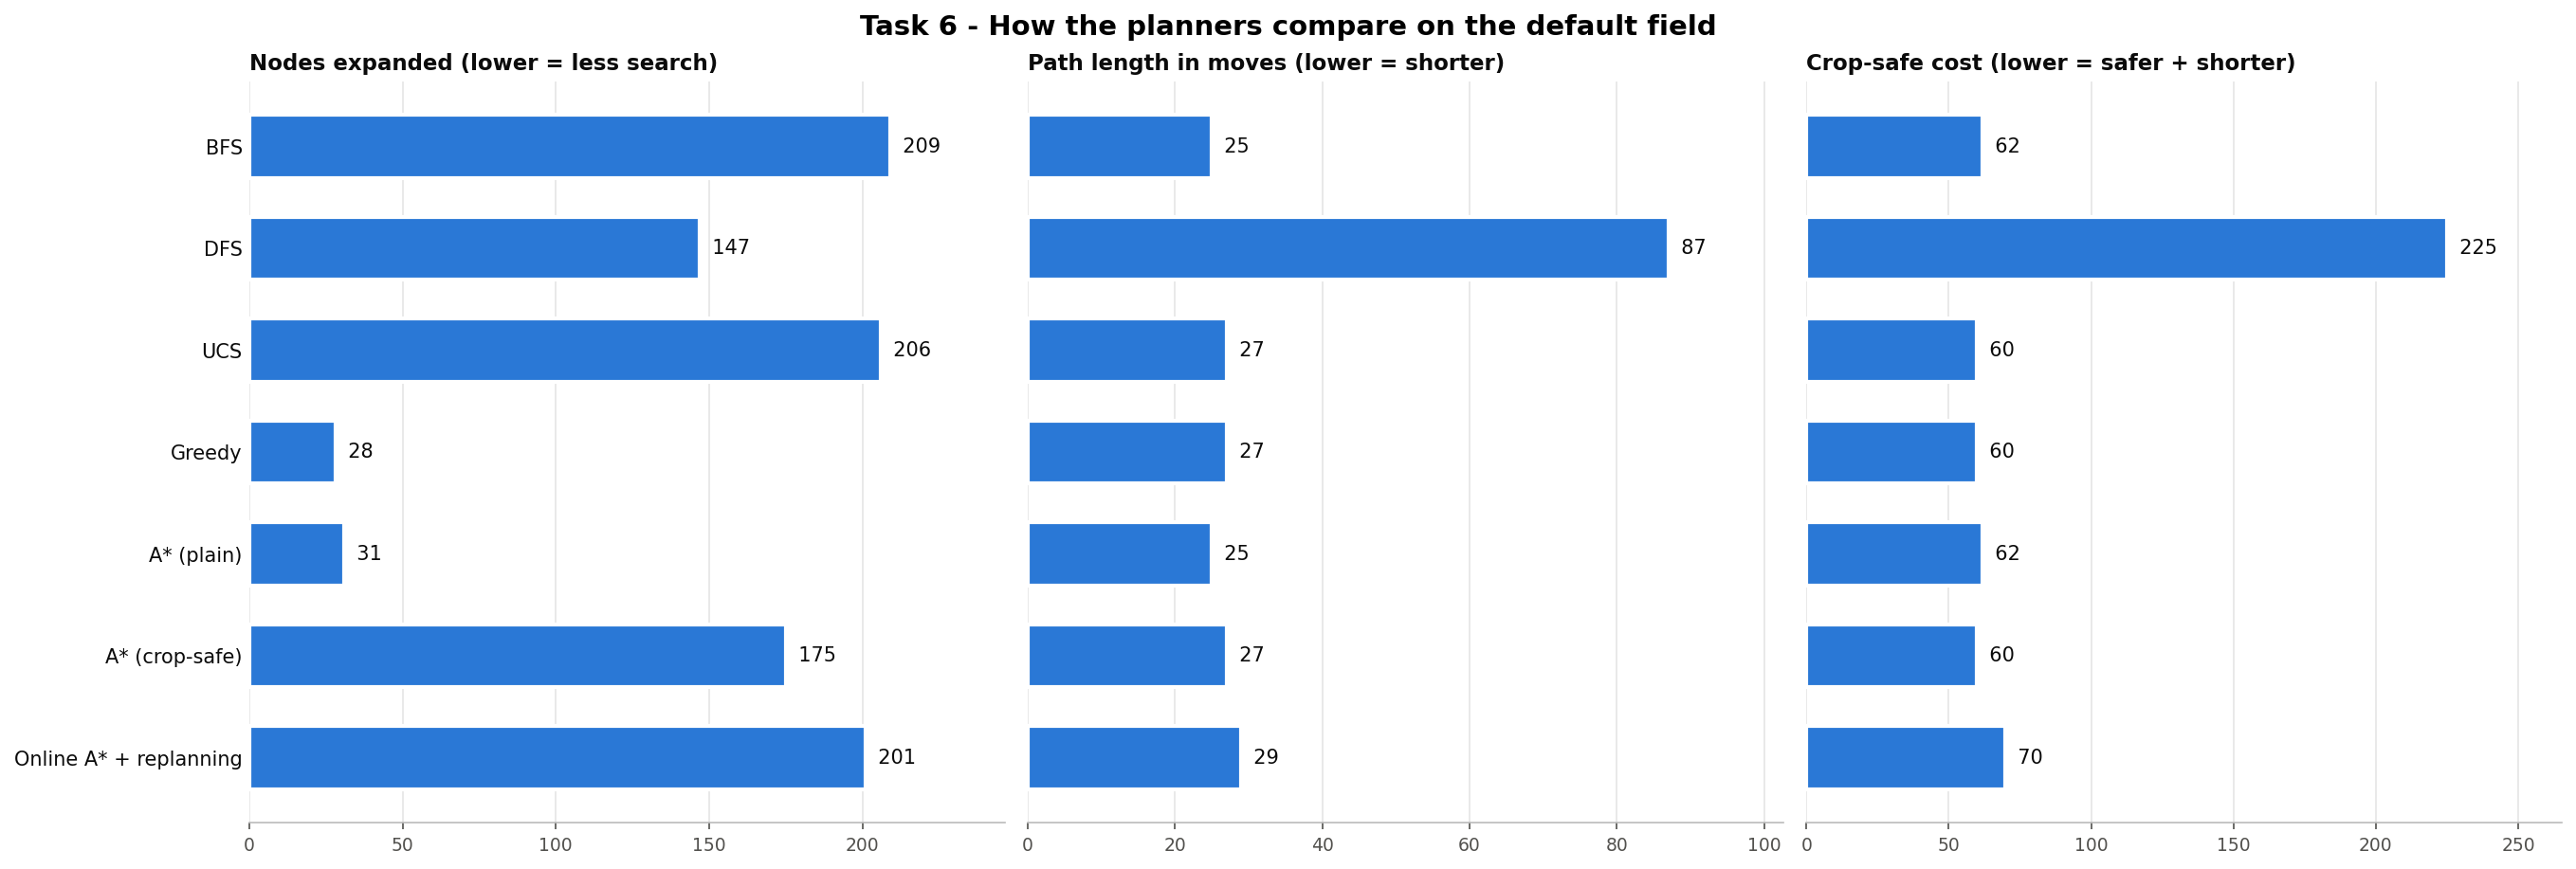 Task 6 - How the planners compare on the default field
Nodes expanded (lower = less search)
BFS 209
DFS 147
UCS 206
Greedy 28
A* (plain) 31
A* (crop-safe) 175
Online A* + replanning 201
0 50 100 150 200
Path length in moves (lower = shorter)
25
87
27
27
25
27
29
0 20 40 60 80 100
Crop-safe cost (lower = safer + shorter)
62
225
60
60
62
60
70
0 50 100 150 200 250